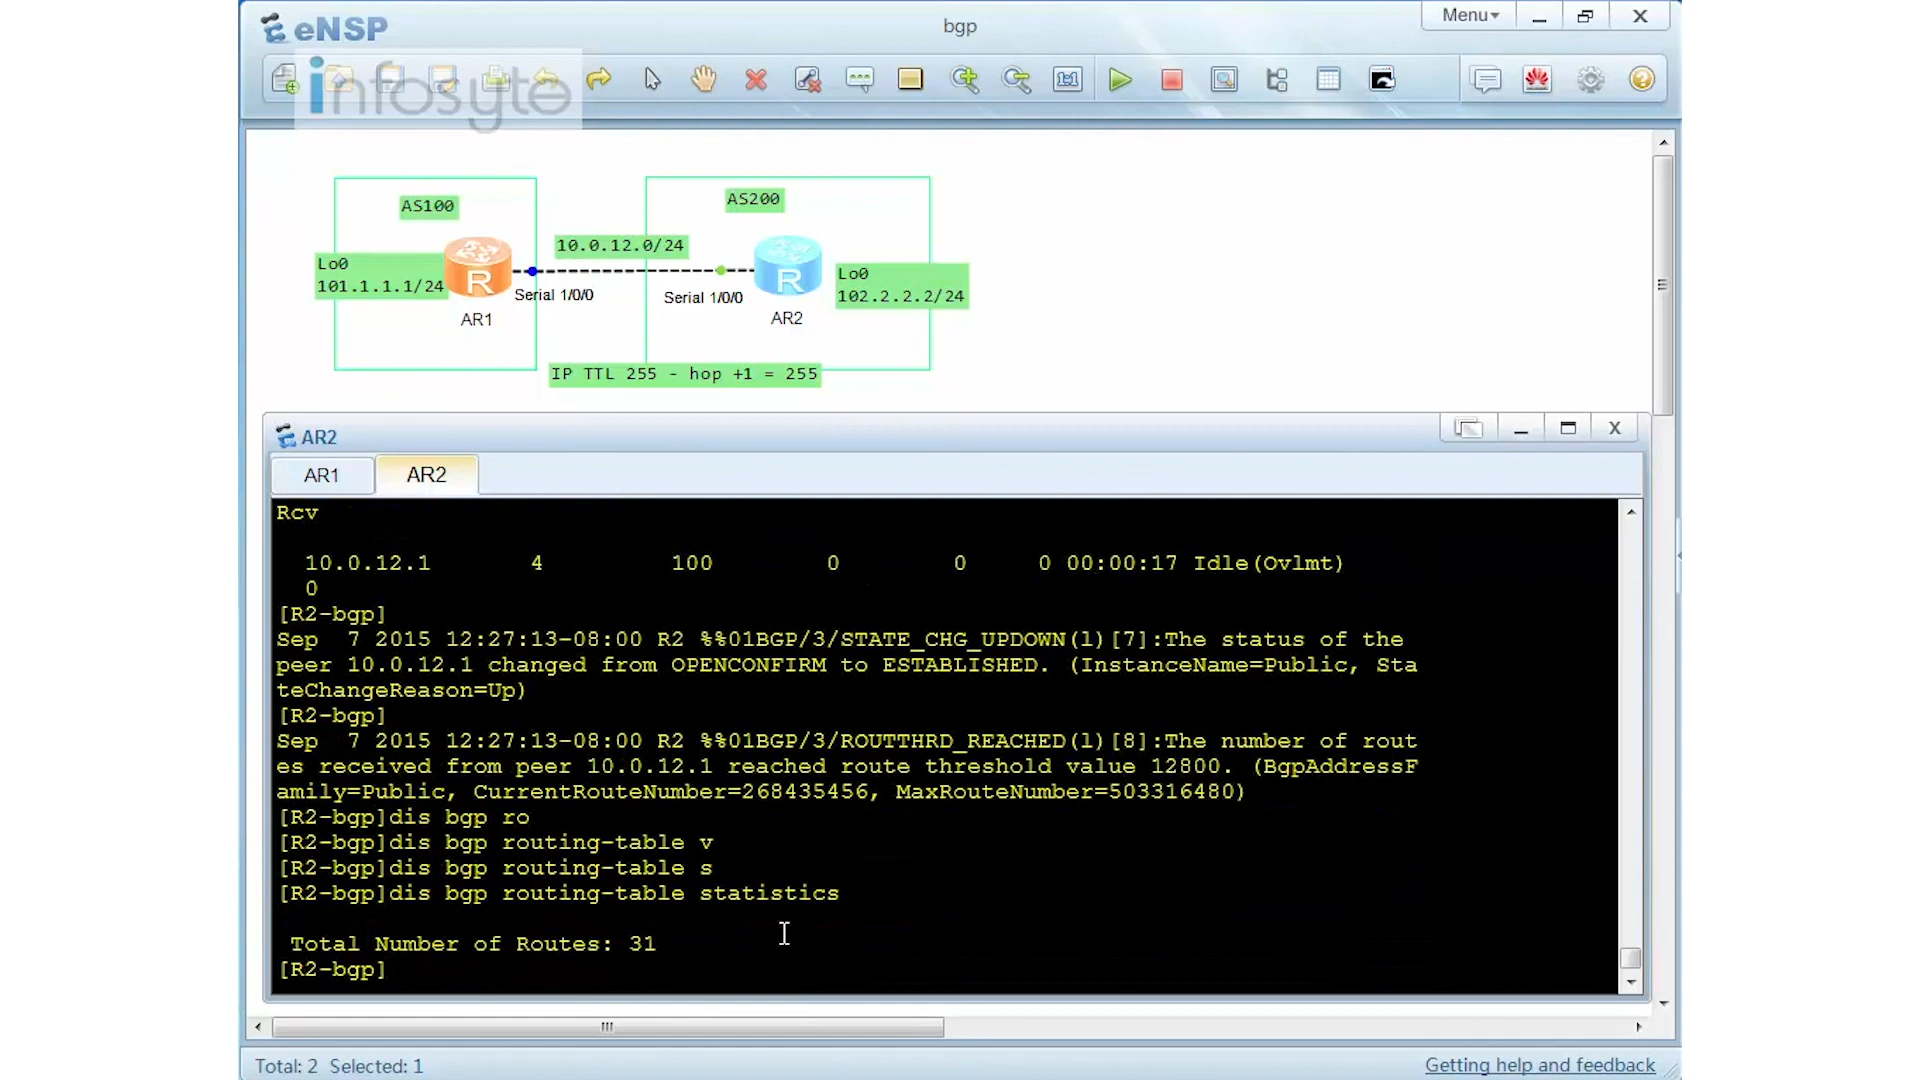 eNSP
bgp
Menu
infosyte
AS100
AS200
10.0.12.0/24
Lo0
101.1.1.1/24
Lo0
102.2.2.2/24
Serial 1/0/0
Serial 1/0/0
AR1
AR2
IP TTL 255 - hop +1 = 255
AR2
AR1
AR2
Rcv
10.0.12.1 4 100 0 0 0 00:00:17 Idle(Ovlmt)
0
[R2-bgp]
Sep 7 2015 12:27:13-08:00 R2 %%01BGP/3/STATE_CHG_UPDOWN(l)[7]:The status of the
peer 10.0.12.1 changed from OPENCONFIRM to ESTABLISHED. (InstanceName=Public, Sta
teChangeReason=Up)
[R2-bgp]
Sep 7 2015 12:27:13-08:00 R2 %%01BGP/3/ROUTTHRD_REACHED(l)[8]:The number of rout
es received from peer 10.0.12.1 reached route threshold value 12800. (BgpAddressF
amily=Public, CurrentRouteNumber=268435456, MaxRouteNumber=503316480)
[R2-bgp]dis bgp ro
[R2-bgp]dis bgp routing-table v
[R2-bgp]dis bgp routing-table s
[R2-bgp]dis bgp routing-table statistics
Total Number of Routes: 31
[R2-bgp]
Total: 2 Selected: 1
Getting help and feedback